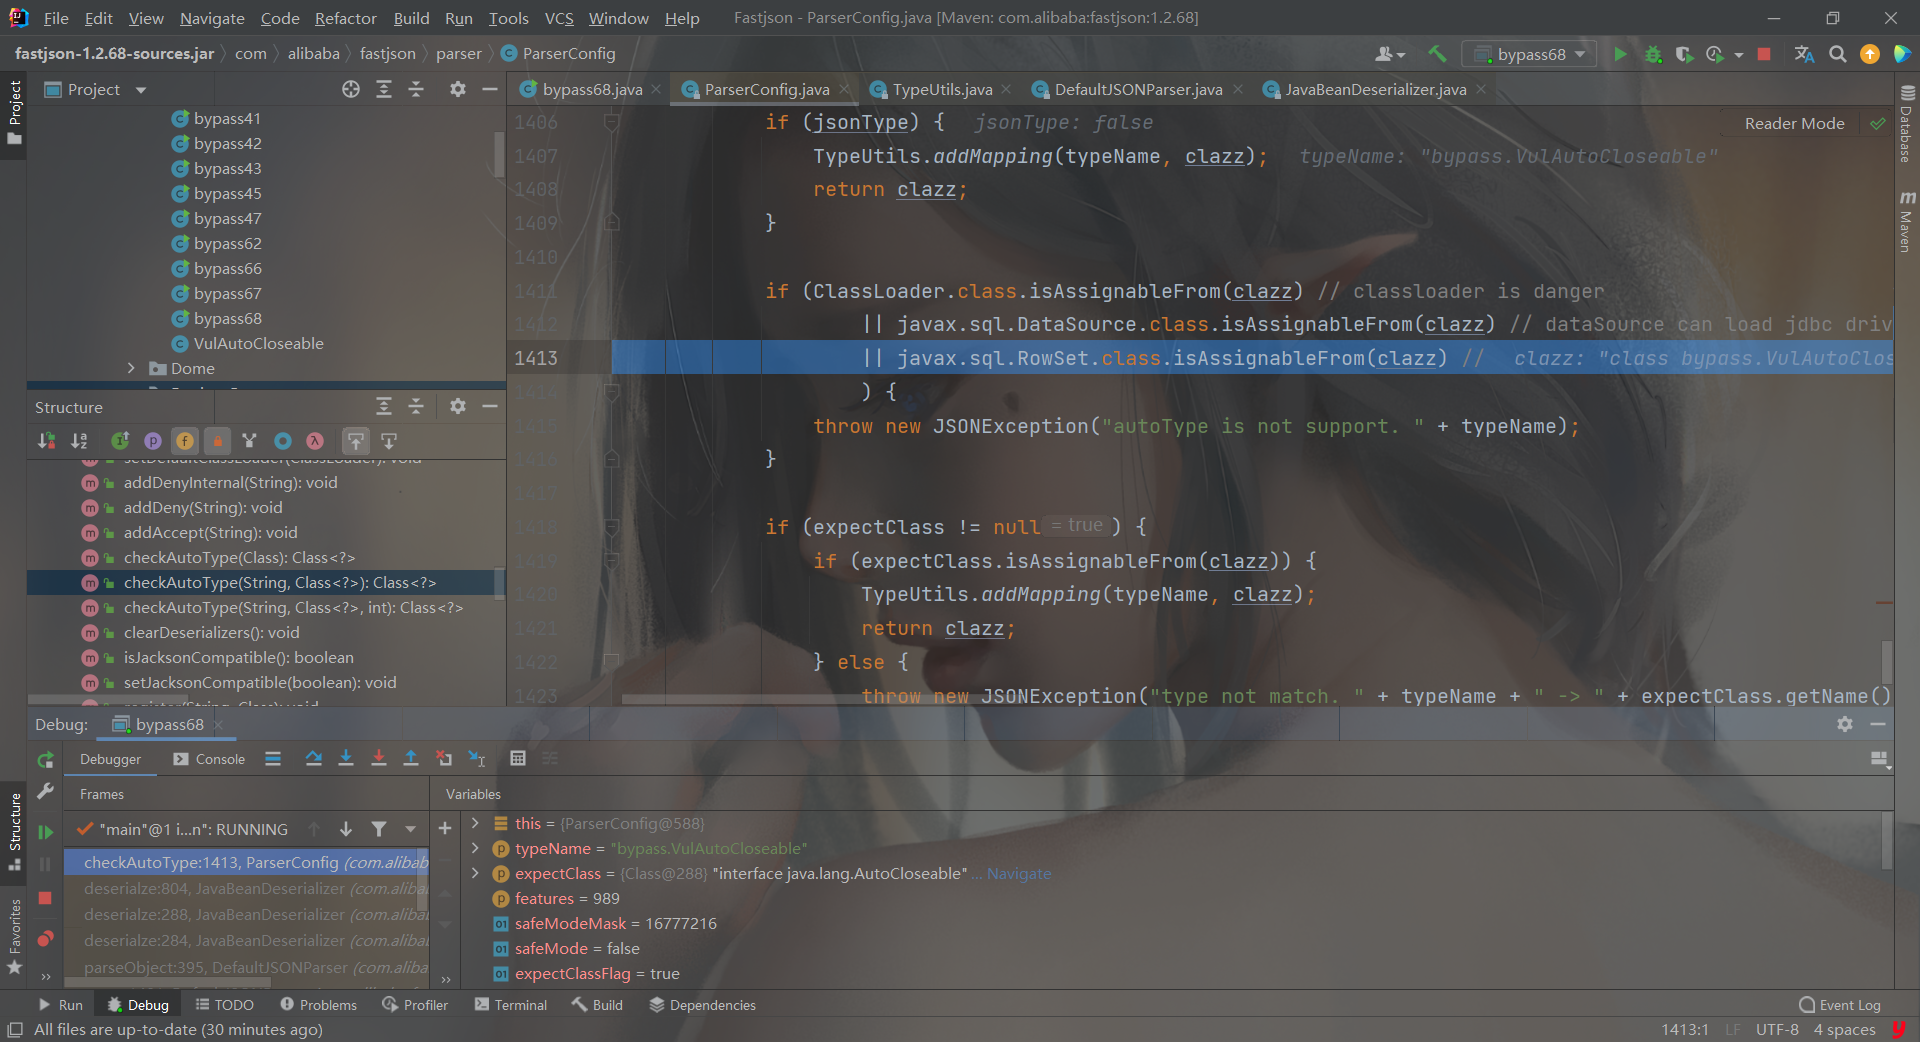 File Edit View Navigate Code Refactor Build Run Tools VCS Window Help Fastjson - ParserConfig.java [Maven: com.alibaba:fastjson:1.2.68]
fastjson-1.2.68-sources.jar com alibaba fastjson parser ParserConfig bypass68
Project
bypass68.java ParserConfig.java TypeUtils.java DefaultJSONParser.java JavaBeanDeserializer.java
Project
bypass41
bypass42
bypass43
bypass45
bypass47
bypass62
bypass66
bypass67
bypass68
VulAutoCloseable
Dome
Reader Mode
Database
Maven
1406 if (jsonType) { jsonType: false
1407 TypeUtils.addMapping(typeName, clazz); typeName: "bypass.VulAutoCloseable"
1408 return clazz;
1409 }
1410
1411 if (ClassLoader.class.isAssignableFrom(clazz) // classloader is danger
1412 || javax.sql.DataSource.class.isAssignableFrom(clazz) // dataSource can load jdbc driv
1413 || javax.sql.RowSet.class.isAssignableFrom(clazz) // clazz: "class bypass.VulAutoClos
1414 ) {
1415 throw new JSONException("autoType is not support. " + typeName);
1416 }
1417
1418 if (expectClass != null = true ) {
1419 if (expectClass.isAssignableFrom(clazz)) {
1420 TypeUtils.addMapping(typeName, clazz);
1421 return clazz;
1422 } else {
1423 throw new JSONException("type not match. " + typeName + " -> " + expectClass.getName()
Structure
setDefaultClassLoader(ClassLoader): void
addDenyInternal(String): void
addDeny(String): void
addAccept(String): void
checkAutoType(Class): Class<?>
checkAutoType(String, Class<?>): Class<?>
checkAutoType(String, Class<?>, int): Class<?>
clearDeserializers(): void
isJacksonCompatible(): boolean
setJacksonCompatible(boolean): void
register(String, Class): void
Debug: bypass68
Debugger Console
Frames
Variables
"main"@1 i...n": RUNNING
checkAutoType:1413, ParserConfig (com.alibab
deserialze:804, JavaBeanDeserializer (com.aliba
deserialze:288, JavaBeanDeserializer (com.aliba
deserialze:284, JavaBeanDeserializer (com.aliba
parseObject:395, DefaultJSONParser (com.aliba
this = {ParserConfig@588}
typeName = "bypass.VulAutoCloseable"
expectClass = {Class@288} "interface java.lang.AutoCloseable" ... Navigate
features = 989
safeModeMask = 16777216
safeMode = false
expectClassFlag = true
Structure
Favorites
Run Debug TODO Problems Profiler Terminal Build Dependencies Event Log
All files are up-to-date (30 minutes ago) 1413:1 LF UTF-8 4 spaces